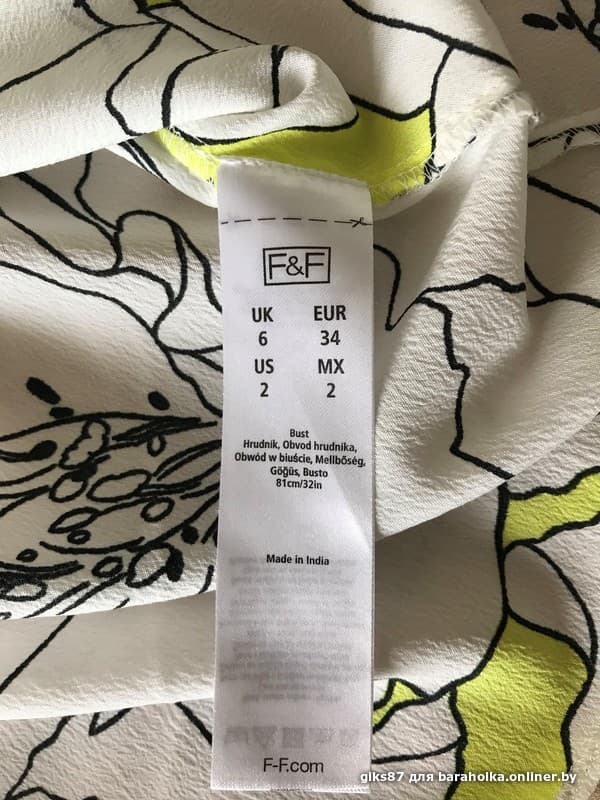 F&F
UK EUR
6 34
US MX
2 2
Bust
Hrudník, Obvod hrudníka,
Obwód w biuście, Mellbőség,
Göğüs, Busto
81cm/32in
Made in India
F-F.com
giks87 для baraholka.onliner.by